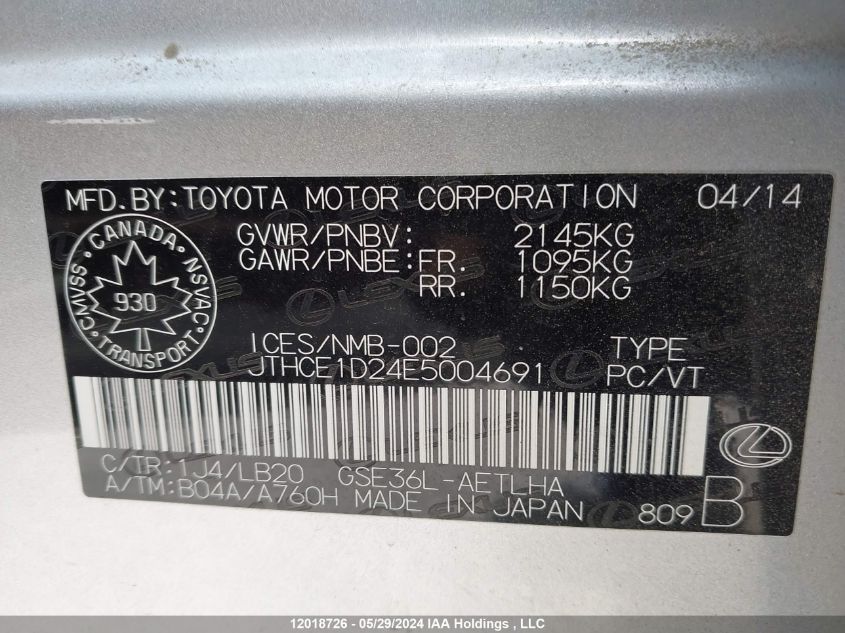 MFD. BY: TOYOTA MOTOR CORPORATION 04/14
GVWR/PNBV: 2145KG
GAWR/PNBE: FR. 1095KG
RR. 1150KG
CANADA
CMVSS NSVAC
930
TRANSPORT
ICES/NMB-002 TYPE
JTHCE1D24E5004691 PC/VT
C/TR: 1J4/LB20 GSE36L-AETLHA
A/TM: B04A/A760H MADE IN JAPAN 809 B
LEXUS
12018726 - 05/29/2024 IAA Holdings , LLC